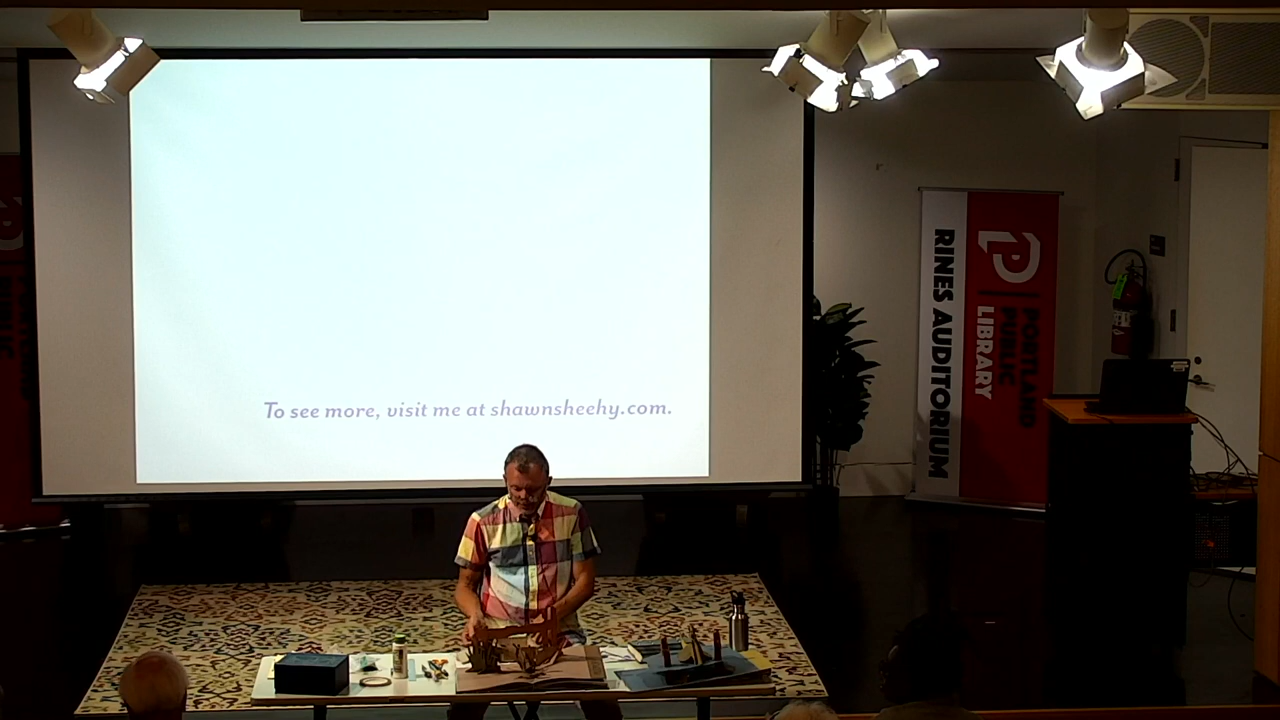 To see more, visit me at shawnsheehy.com.
RINES AUDITORIUM
PORTLAND
PUBLIC
LIBRARY